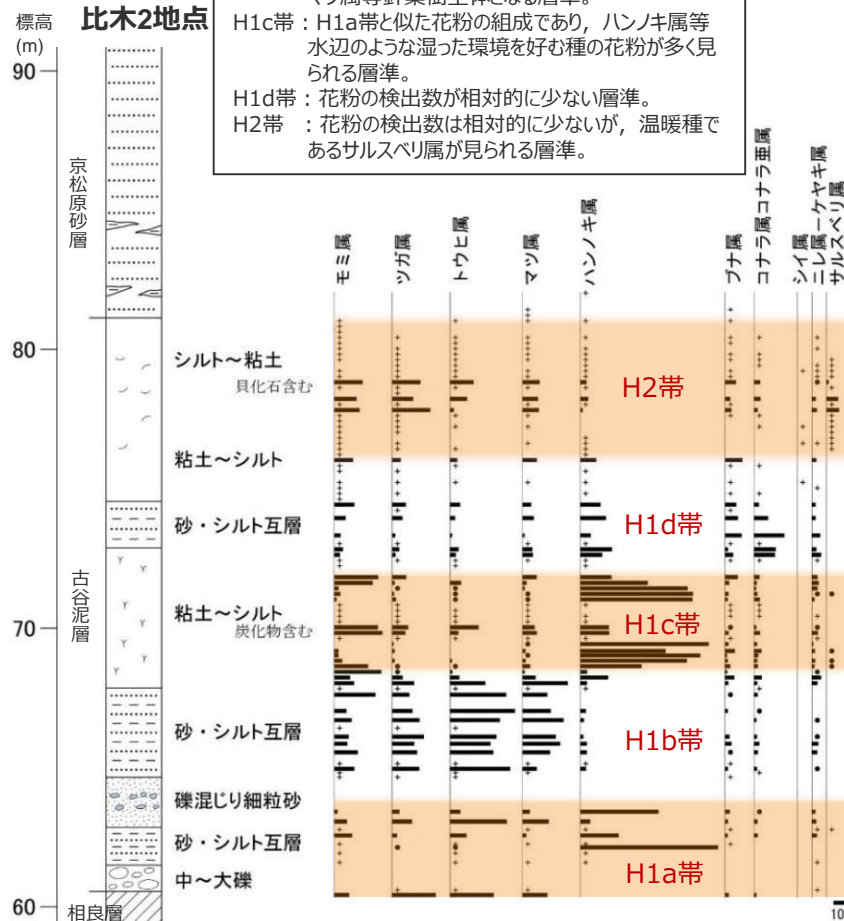 標高
(m)
比木2地点
H1c帯：H1a帯と似た花粉の組成であり，ハンノキ属等
水辺のような湿った環境を好む種の花粉が多く見
られる層準。
H1d帯：花粉の検出数が相対的に少ない層準。
H2帯　：花粉の検出数は相対的に少ないが，温暖種で
あるサルスベリ属が見られる層準。
90
80
70
60
京松原砂層
古谷泥層
相良層
シルト～粘土
貝化石含む
粘土～シルト
砂・シルト互層
粘土～シルト
炭化物含む
砂・シルト互層
礫混じり細粒砂
砂・シルト互層
中～大礫
モミ属
ツガ属
トウヒ属
マツ属
ハンノキ属
ブナ属
コナラ属コナラ亜属
シイ属
ニレ属－ケヤキ属
サルスベリ属
H2帯
H1d帯
H1c帯
H1b帯
H1a帯
10